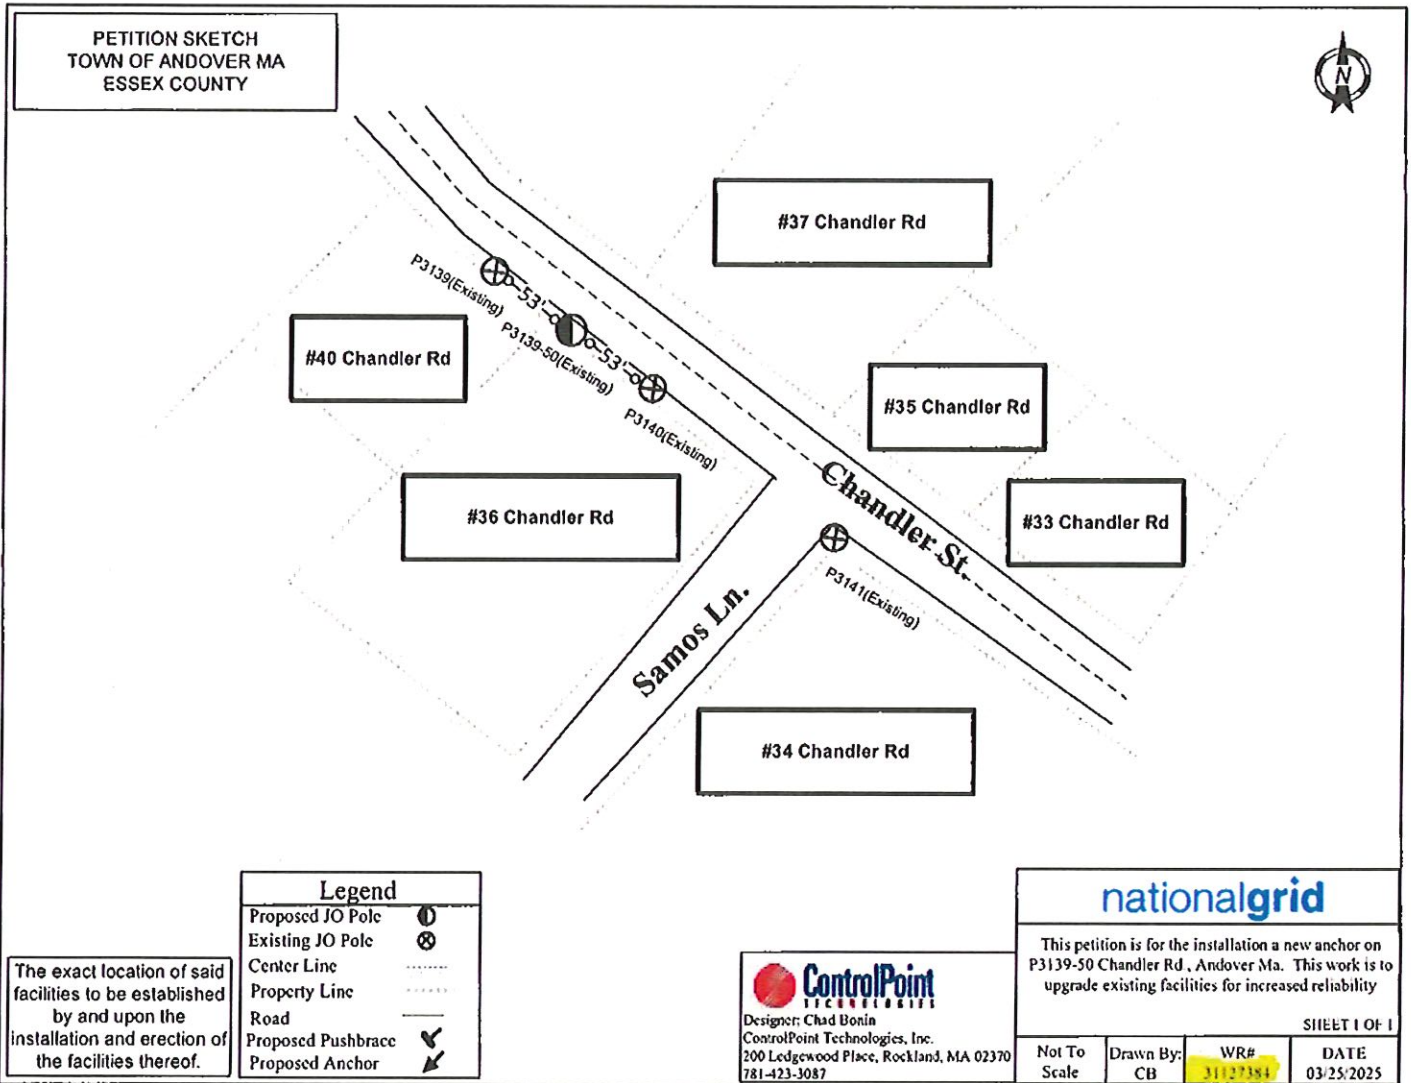 PETITION SKETCH
TOWN OF ANDOVER MA
ESSEX COUNTY
N
#37 Chandler Rd
P3139(Existing)
53'
P3139-50(Existing)
53'
P3140(Existing)
#40 Chandler Rd
#35 Chandler Rd
#36 Chandler Rd
#33 Chandler Rd
Chandler St.
P3141(Existing)
Samos Ln.
#34 Chandler Rd
Legend
Proposed JO Pole
Existing JO Pole
Center Line
Property Line
Road
Proposed Pushbrace
Proposed Anchor
The exact location of said
facilities to be established
by and upon the
installation and erection of
the facilities thereof.
ControlPoint
TECHNOLOGIES
Designer: Chad Bonin
ControlPoint Technologies, Inc.
200 Ledgewood Place, Rockland, MA 02370
781-423-3087
nationalgrid
This petition is for the installation a new anchor on
P3139-50 Chandler Rd , Andover Ma. This work is to
upgrade existing facilities for increased reliability
SHEET 1 OF 1
Not To
Scale
Drawn By:
CB
WR#
31127384
DATE
03/25/2025